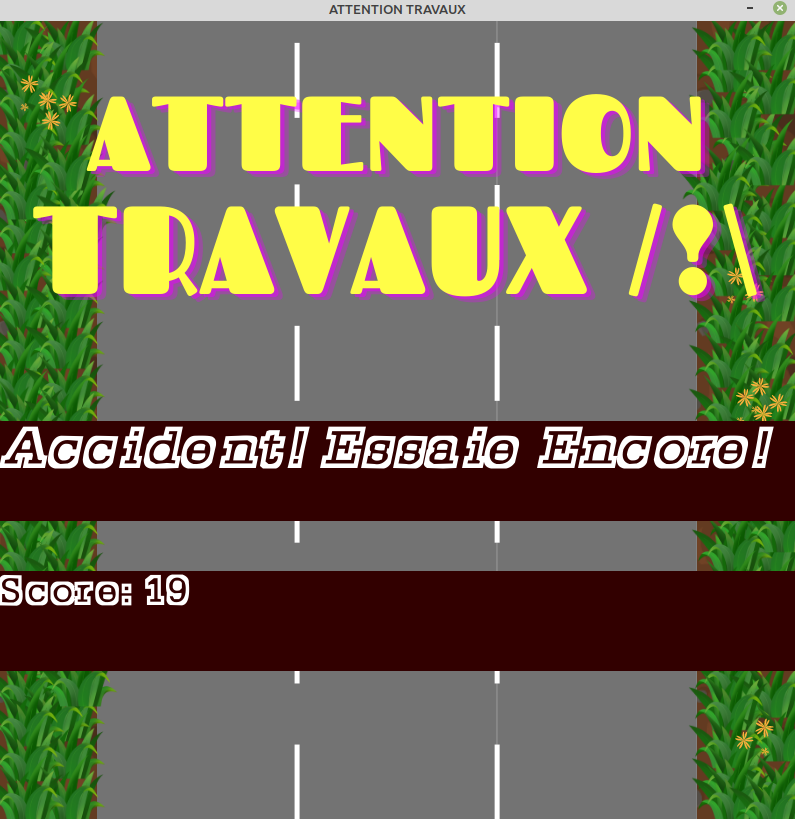 ATTENTION TRAVAUX
ATTENTION
TRAVAUX /!\
Accident! Essaie Encore!
Score: 19